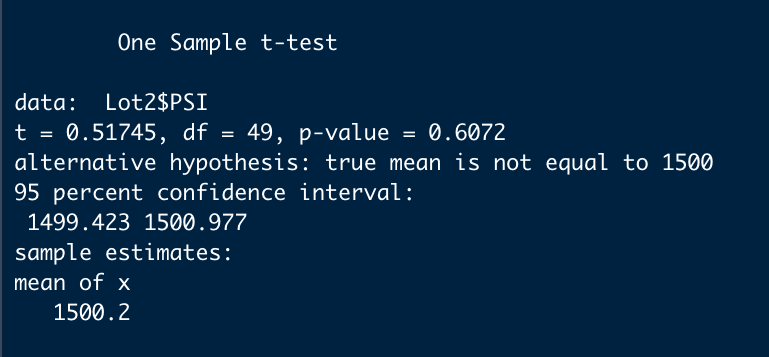 One Sample t-test
data:  Lot2$PSI
t = 0.51745, df = 49, p-value = 0.6072
alternative hypothesis: true mean is not equal to 1500
95 percent confidence interval:
1499.423 1500.977
sample estimates:
mean of x
1500.2